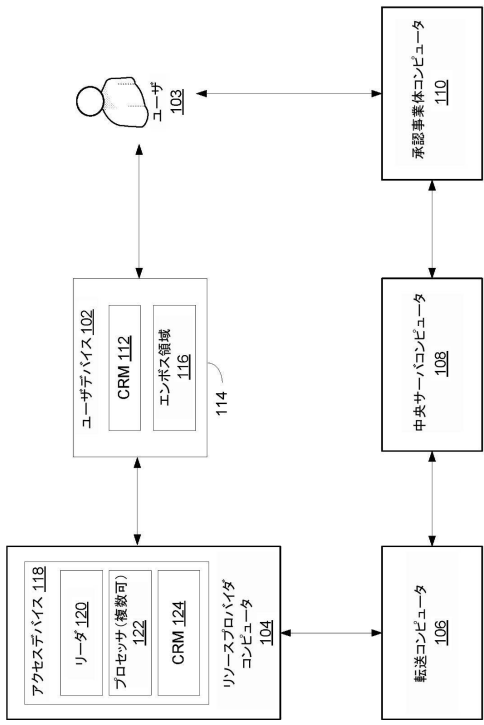 アクセスデバイス 118
リーダ
120
プロセッサ(複数可)
122
CRM 124
リソースプロバイダ
コンピュータ
104
ユーザデバイス 102
CRM 112
エンボス領域
116
114
ユーザ
103
転送コンピュータ
106
中央サーバコンピュータ
108
承認事業体コンピュータ
110